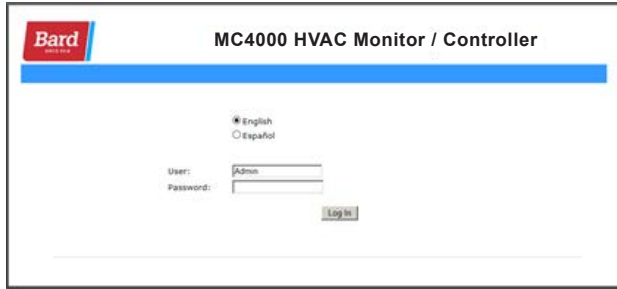 Bard
MC4000 HVAC Monitor / Controller
English
Español
User: Admin
Password:
Log In